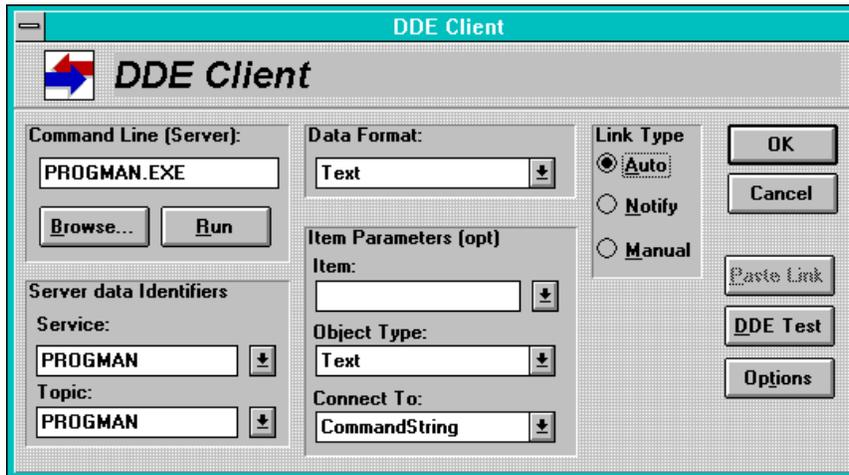 DDE Client
DDE Client
Command Line (Server):
PROGMAN.EXE
Browse...
Run
Server data Identifiers
Service:
PROGMAN
Topic:
PROGMAN
Data Format:
Text
Item Parameters (opt)
Item:
Object Type:
Text
Connect To:
CommandString
Link Type
Auto
Notify
Manual
OK
Cancel
Paste Link
DDE Test
Options